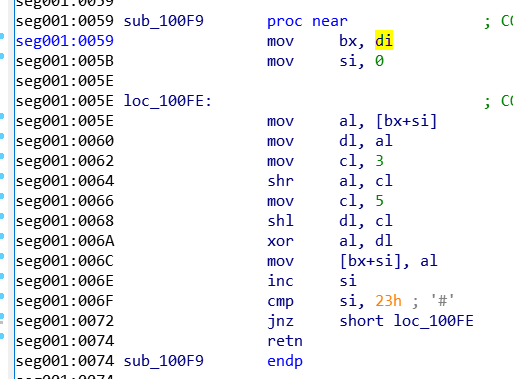 seg001:0059
seg001:0059 sub_100F9 proc near ; CO
seg001:0059 mov bx, di
seg001:005B mov si, 0
seg001:005E
seg001:005E loc_100FE: ; CO
seg001:005E mov al, [bx+si]
seg001:0060 mov dl, al
seg001:0062 mov cl, 3
seg001:0064 shr al, cl
seg001:0066 mov cl, 5
seg001:0068 shl dl, cl
seg001:006A xor al, dl
seg001:006C mov [bx+si], al
seg001:006E inc si
seg001:006F cmp si, 23h ; '#'
seg001:0072 jnz short loc_100FE
seg001:0074 retn
seg001:0074 sub_100F9 endp
seg001:0074